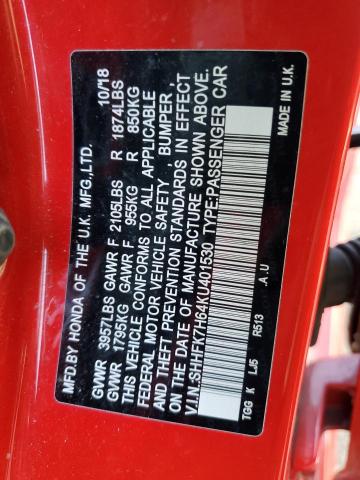 MFD.BY HONDA OF THE U.K. MFG.,LTD. 10/18
GVWR 3957LBS GAWR F 2105LBS R 1874LBS
GVWR 1795KG GAWR F 955KG R 850KG
THIS VEHICLE CONFORMS TO ALL APPLICABLE
FEDERAL MOTOR VEHICLE SAFETY, BUMPER,
AND THEFT PREVENTION STANDARDS IN EFFECT
ON THE DATE OF MANUFACTURE SHOWN ABOVE.
V.I.N.:SHHFK7H64KU401530 TYPE:PASSENGER CAR
TGG K LJ5 R513 .A.U MADE IN U.K.